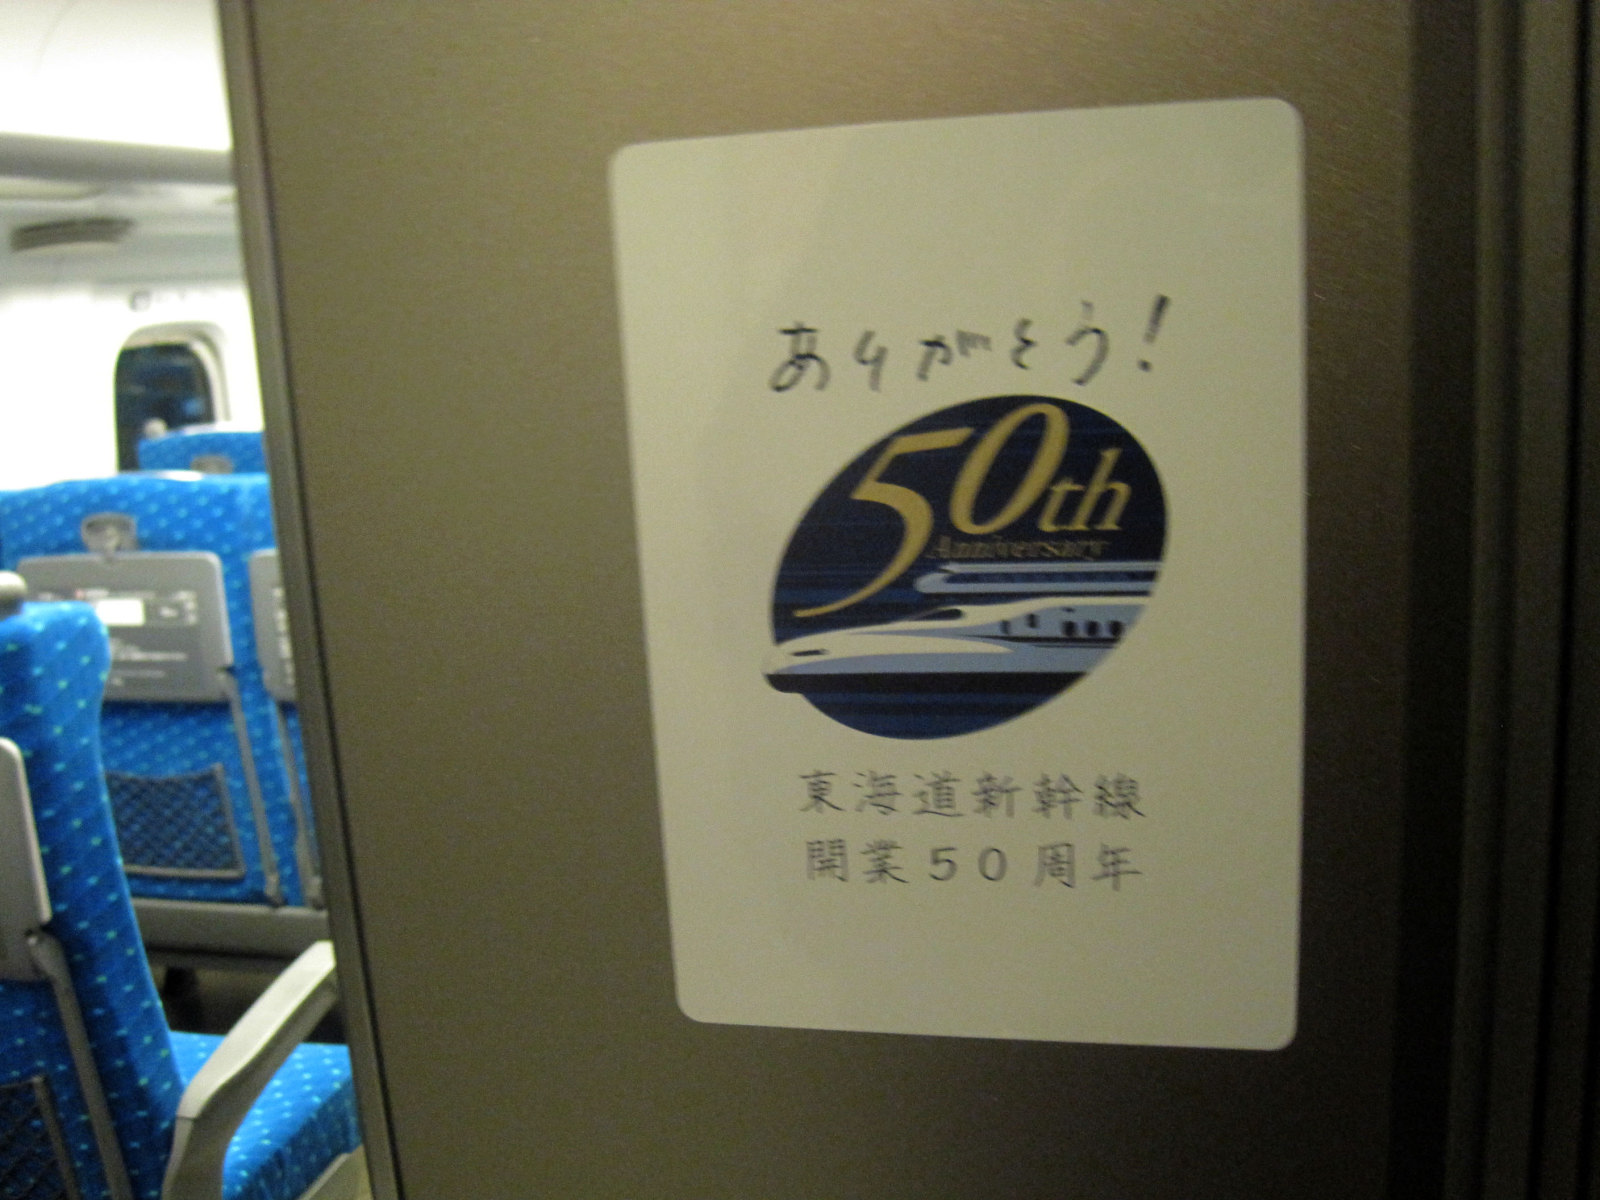 ありがとう!
50th
Anniversary
東海道新幹線
開業50周年